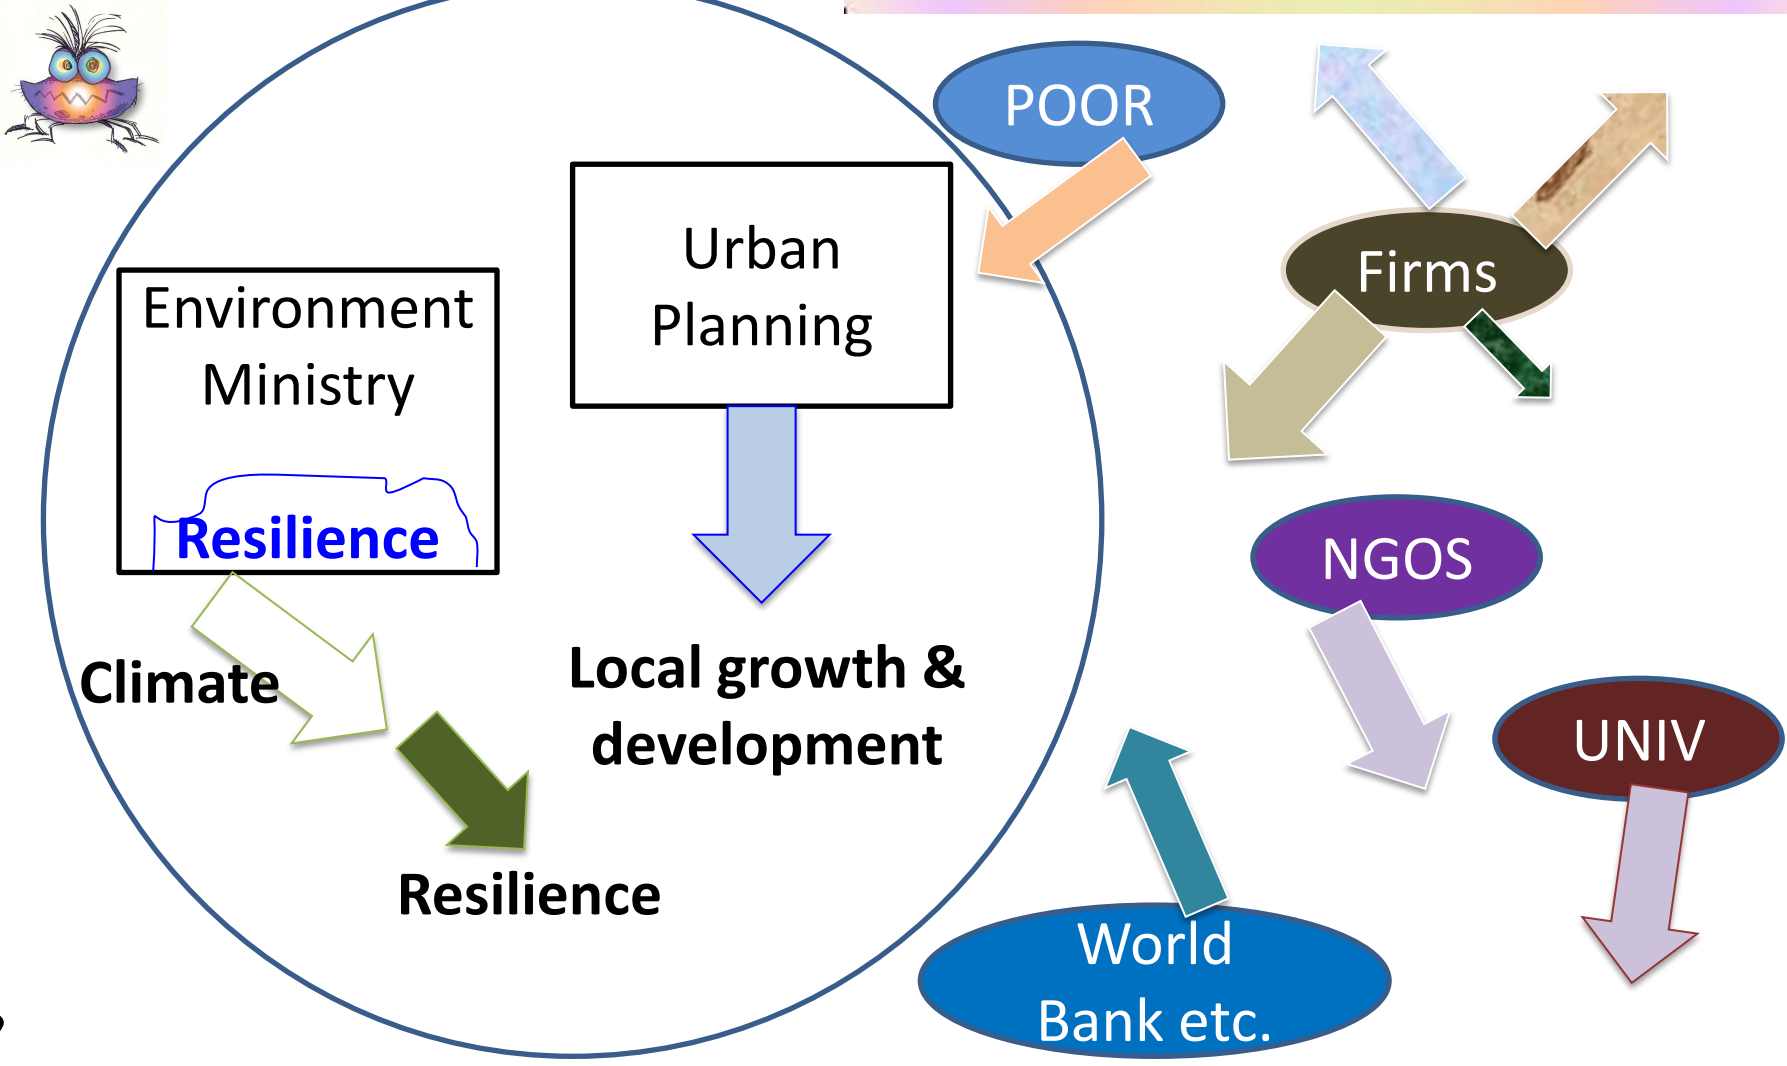 POOR
Urban
Planning
Firms
Environment
Ministry
Resilience
NGOS
Climate
Local growth &
development
UNIV
Resilience
World
Bank etc.